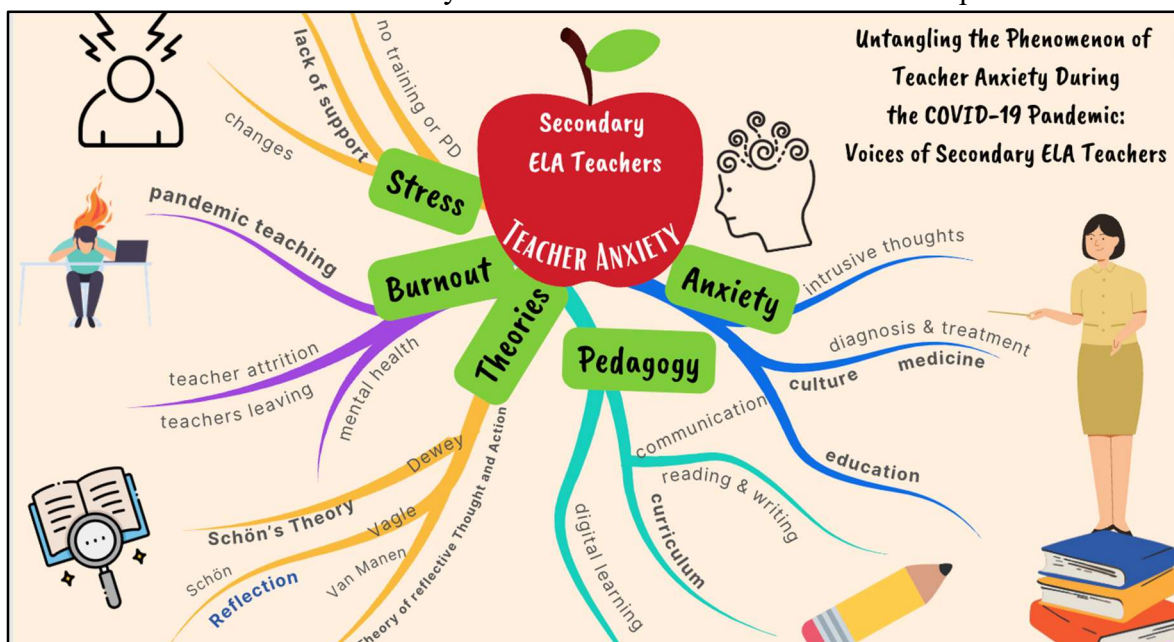 Untangling the Phenomenon of
Teacher Anxiety During
the COVID-19 Pandemic:
Voices of Secondary ELA Teachers
Secondary
ELA Teachers
TEACHER ANXIETY
Stress
changes
lack of support
no training or PD
Burnout
pandemic teaching
teacher attrition
teachers leaving
mental health
Theories
Dewey
Schön's Theory
Vagle
Schön
Reflection
Van Manen
Theory of reflective Thought and Action
Pedagogy
communication
reading & writing
curriculum
digital learning
Anxiety
intrusive thoughts
diagnosis & treatment
culture
medicine
education